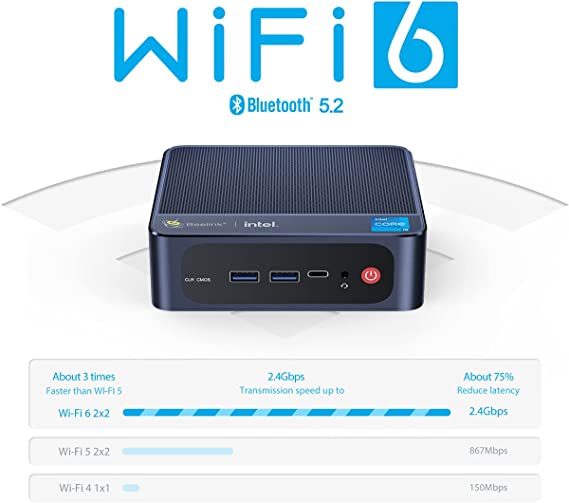 WiFi 6
Bluetooth 5.2
Beelink | intel.
intel
CORE
i5
CLR CMOS
About 3 times
Faster than WI-Fi 5
2.4Gbps
Transmission speed up to
About 75%
Reduce latency
Wi-Fi 6 2x2 2.4Gbps
Wi-Fi 5 2x2 867Mbps
Wi-Fi 4 1x1 150Mbps